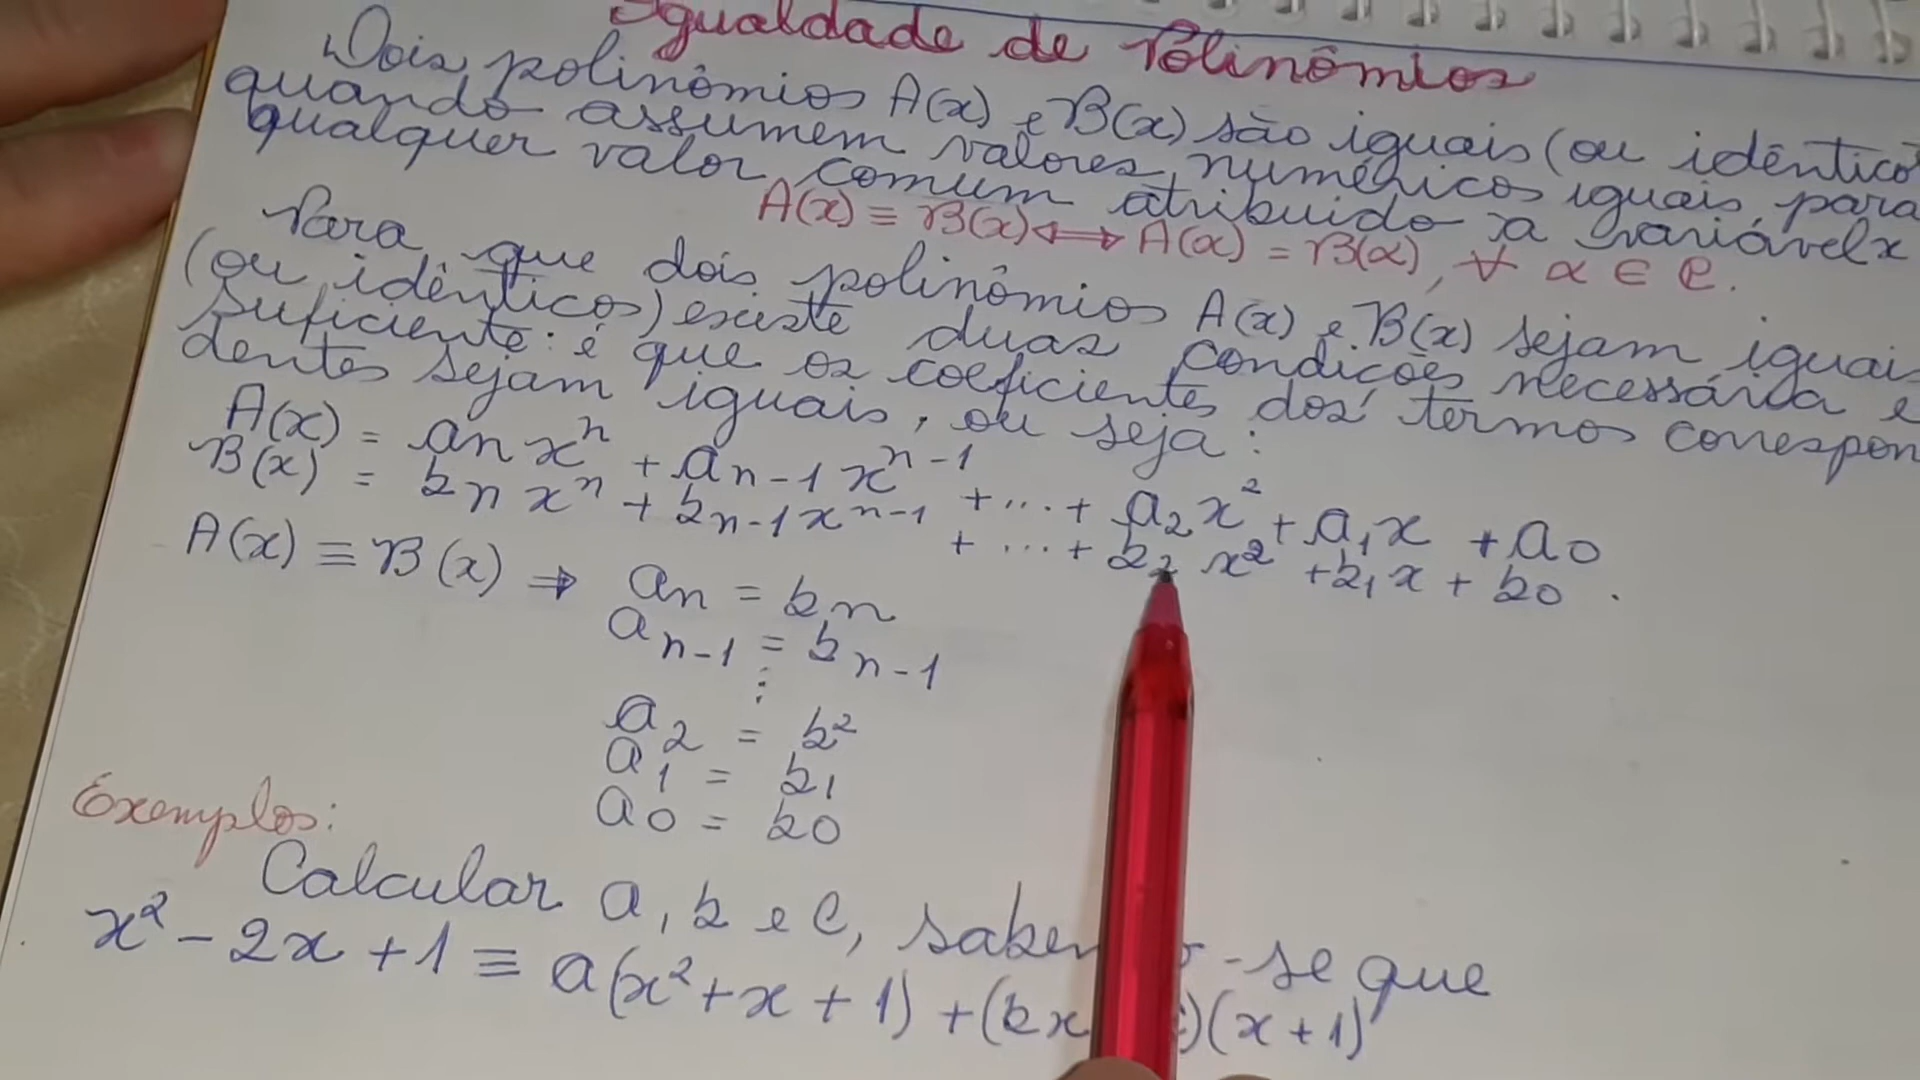 Igualdade de Polinômios
Dois polinômios A(x) e B(x) são iguais (ou idêntico
quando assumem valores numéricos iguais para
qualquer valor comum atribuido a variável x
A(x) ≡ B(x) ⟺ A(α) = B(α), ∀ α ∈ C.
Para que dois polinômios A(x) e B(x) sejam iguais
(ou idênticos) existe duas condições necessária e
suficiente: é que os coeficientes dos termos correspon
dentes sejam iguais, ou seja:
A(x) = aₙxⁿ + aₙ₋₁xⁿ⁻¹ + ... + a₂x² + a₁x + a₀
B(x) = bₙxⁿ + bₙ₋₁xⁿ⁻¹ + ... + b₂x² + b₁x + b₀.
A(x) ≡ B(x) ⇒ aₙ = bₙ
aₙ₋₁ = bₙ₋₁
⋮
a₂ = b²
a₁ = b₁
a₀ = b₀
Exemplos:
Calcular a, b e c, saben -se que
x² - 2x + 1 ≡ a(x² + x + 1) + (bx )(x + 1)